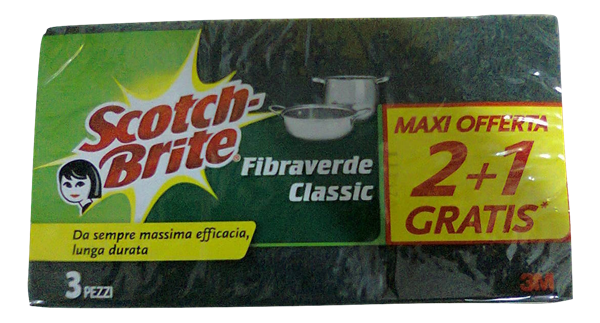 Scotch-
Brite
Fibraverde
Classic
MAXI OFFERTA
2+1
GRATIS*
Da sempre massima efficacia,
lunga durata
3 PEZZI
3M